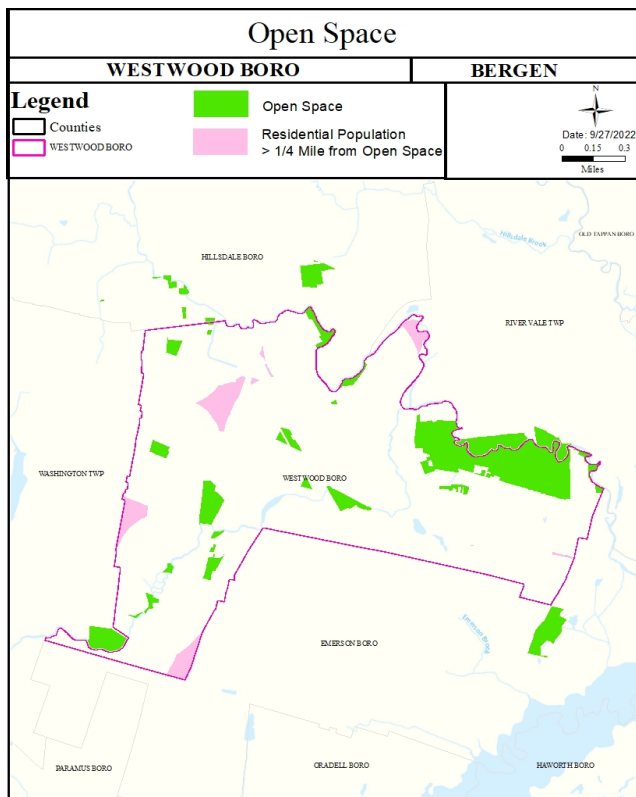 Open Space
WESTWOOD BORO
BERGEN
Legend
Counties
WESTWOOD BORO
Open Space
Residential Population
> 1/4 Mile from Open Space
N
Date: 9/27/2022
0 0.15 0.3
Miles
Hillsdale Brook
OLD TAPPAN BORO
HILLSDALE BORO
RIVER VALE TWP
WASHINGTON TWP
WESTWOOD BORO
EMERSON BORO
Emerson Brook
PARAMUS BORO
ORADELL BORO
HAWORTH BORO